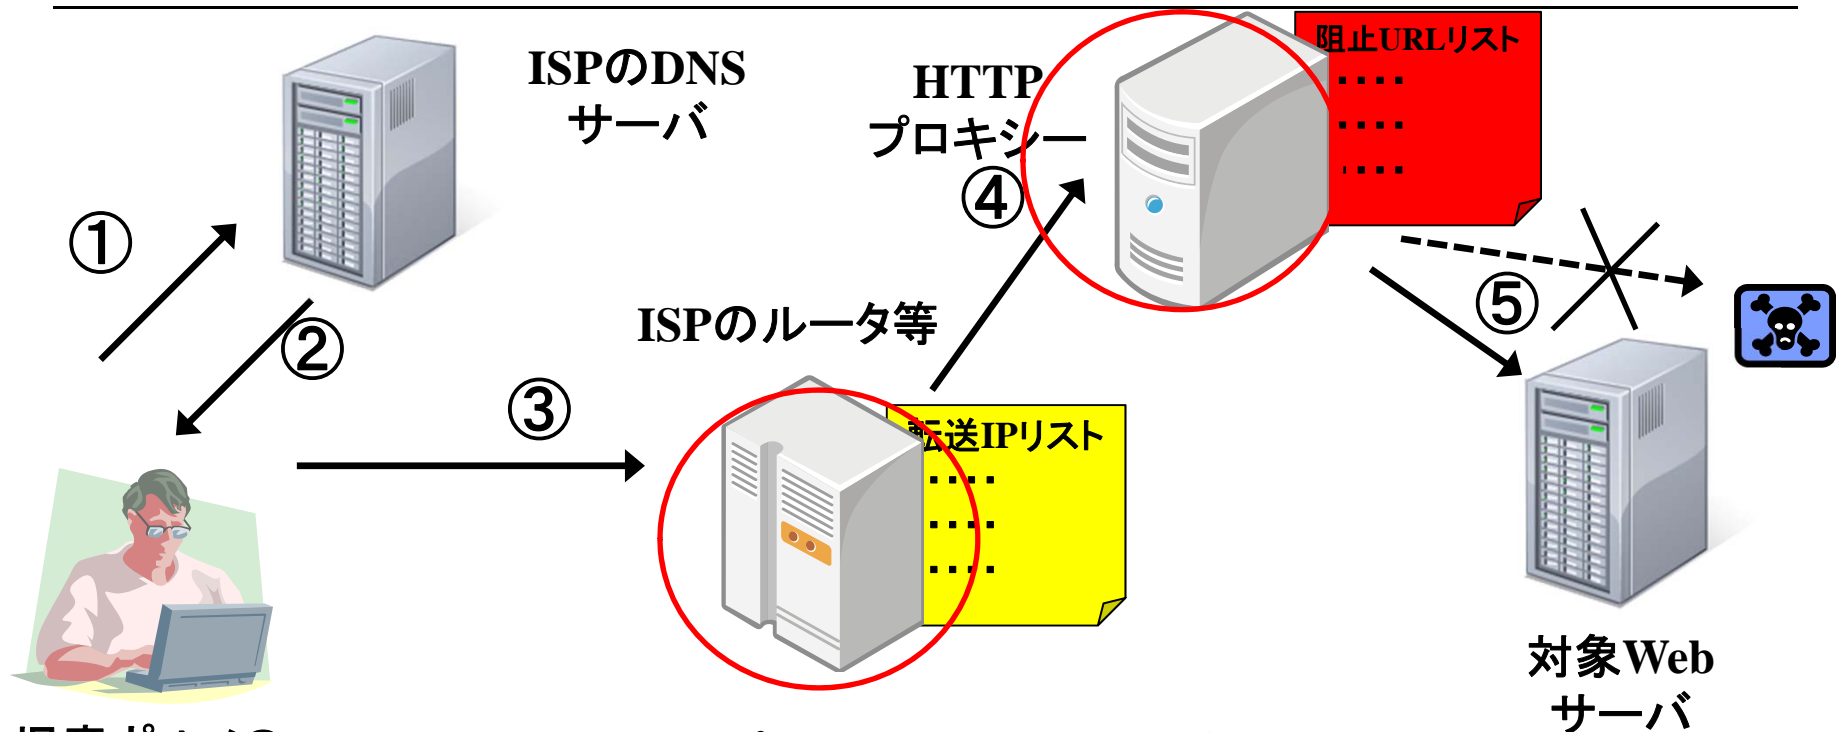 ISPのDNS
サーバ
HTTP
プロキシー
阻止URLリスト
・・・・
・・・・
・・・・
①
②
③
④
⑤
ISPのルータ等
転送IPリスト
・・・・
・・・・
・・・・
対象Web
サーバ